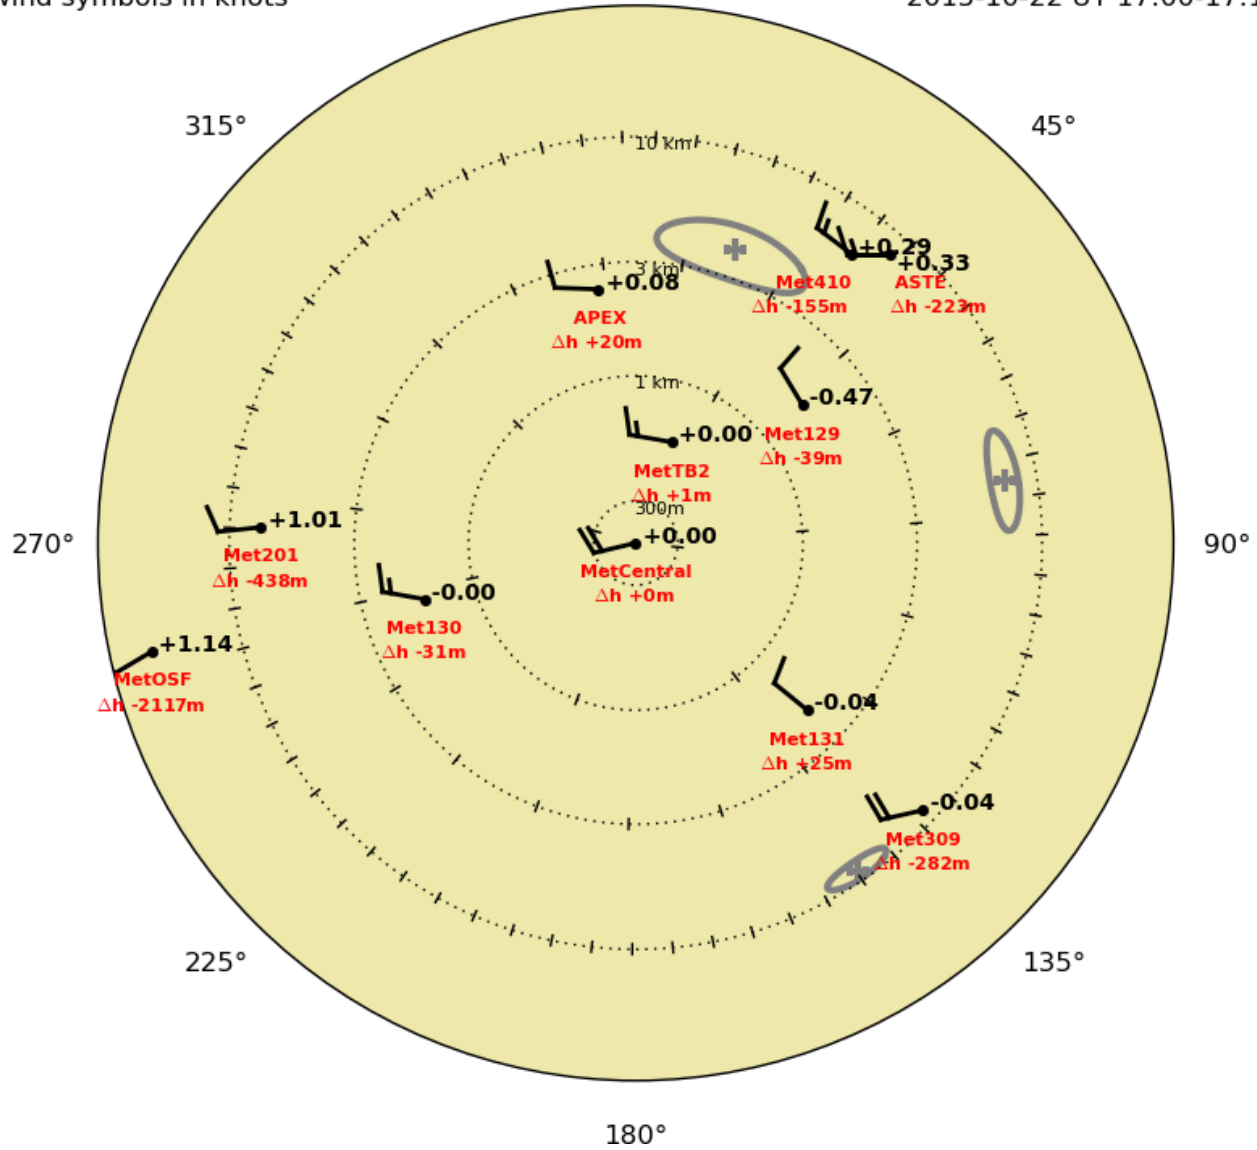 wind symbols in knots
315°
45°
10 km
+0.29
3 km
+0.33
+0.08
Met410
ASTE
Δh -155m
Δh -223m
APEX
Δh +20m
1 km
-0.47
+0.00
Met129
Δh -39m
MetTB2
Δh +1m
300m
+1.01
+0.00
270°
90°
Met201
Δh -438m
MetCentral
Δh +0m
-0.00
Met130
Δh -31m
+1.14
MetOSF
Δh -2117m
-0.04
Met131
Δh +25m
-0.04
Met309
Δh -282m
225°
135°
180°